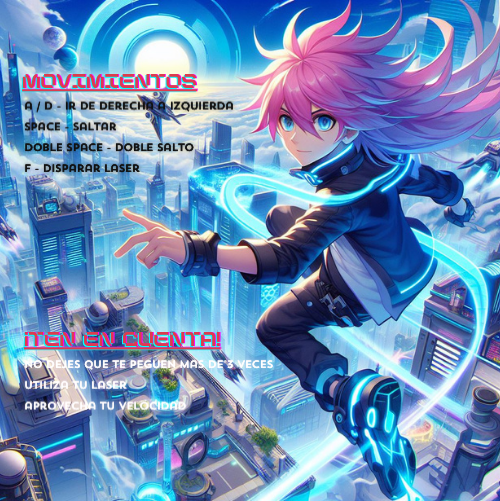 MOVIMIENTOS
A / D - IR DE DERECHA A IZQUIERDA
SPACE - SALTAR
DOBLE SPACE - DOBLE SALTO
F - DISPARAR LASER
¡TEN EN CUENTA!
NO DEJES QUE TE PEGUEN MAS DE 3 VECES
UTILIZA TU LASER
APROVECHA TU VELOCIDAD